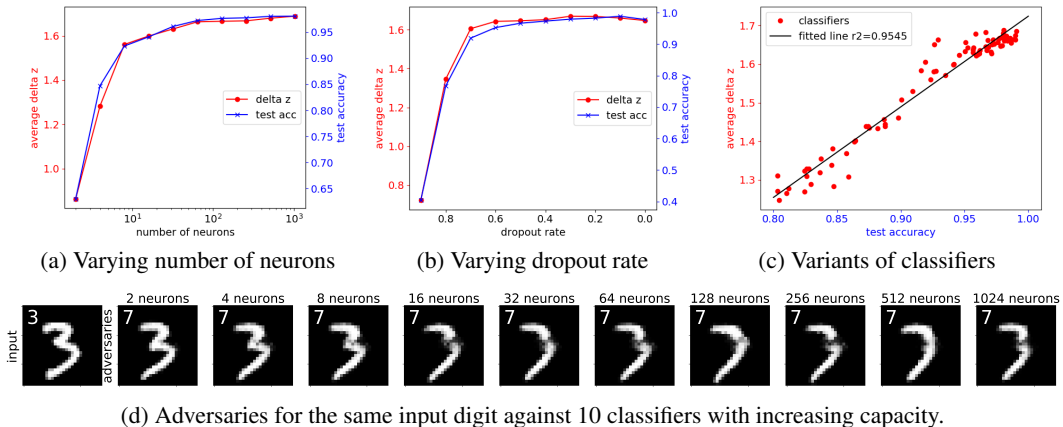 average delta z
1.6
1.4
1.2
1.0
delta z
test acc
0.95
0.90
0.85
0.80
0.75
0.70
0.65
test accuracy
10¹ 10² 10³
number of neurons
(a) Varying number of neurons
average delta z
1.6
1.4
1.2
1.0
0.8
delta z
test acc
1.0
0.9
0.8
0.7
0.6
0.5
0.4
test accuracy
0.8 0.6 0.4 0.2 0.0
dropout rate
(b) Varying dropout rate
average delta z
1.7
1.6
1.5
1.4
1.3
classifiers
fitted line r2=0.9545
0.80 0.85 0.90 0.95 1.00
test accuracy
(c) Variants of classifiers
2 neurons 4 neurons 8 neurons 16 neurons 32 neurons 64 neurons 128 neurons 256 neurons 512 neurons 1024 neurons
input 3 adversaries 7 7 7 7 7 7 7 7 7 7
(d) Adversaries for the same input digit against 10 classifiers with increasing capacity.